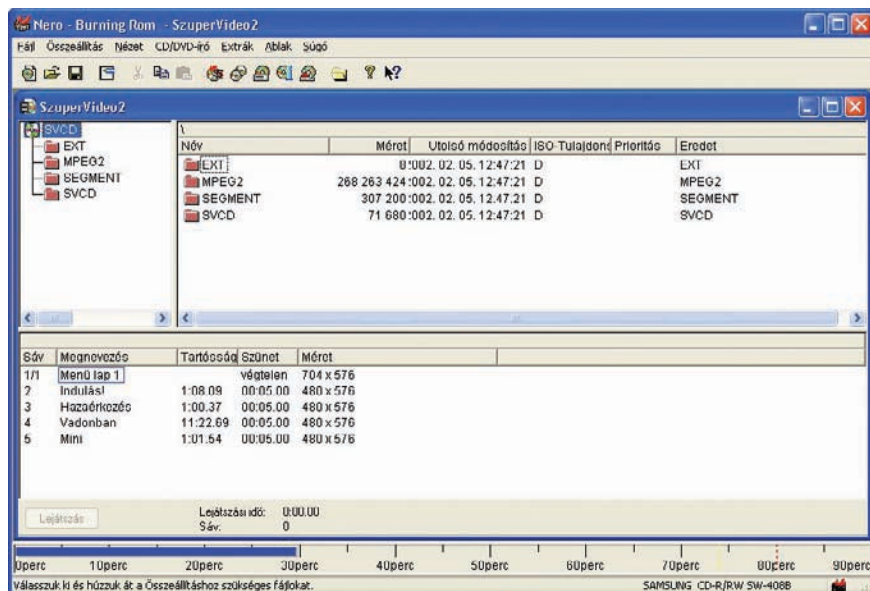 Nero - Burning Rom - SzuperVideo2
Fájl Összeállítás Nézet CD/DVD-író Extrák Ablak Súgó
SzuperVideo2
SVCD
EXT
MPEG2
SEGMENT
SVCD
\
Név Méret Utolsó módosítás ISO-Tulajdons Prioritás Eredet
EXT 0 :002. 02. 05. 12:47:21 D EXT
MPEG2 268 263 424 :002. 02. 05. 12:47:21 D MPEG2
SEGMENT 307 200 :002. 02. 05. 12:47:21 D SEGMENT
SVCD 71 680 :002. 02. 05. 12:47:21 D SVCD
Sáv Megnevezés Tartósság Szünet Méret
1/1 Menü lap 1 végtelen 704 x 576
2 Indulás! 1:08.09 00:05.00 480 x 576
3 Hazaérkezés 1:00.37 00:05.00 480 x 576
4 Vadonban 11:22.69 00:05.00 480 x 576
5 Mini 1:01.54 00:05.00 480 x 576
Lejátszás
Lejátszási idő: 0:00.00
Sáv: 0
0perc 10perc 20perc 30perc 40perc 50perc 60perc 70perc 80perc 90perc
Válasszuk ki és húzzuk át a Összeállításhoz szükséges fájlokat. SAMSUNG CD-R/RW SW-408B